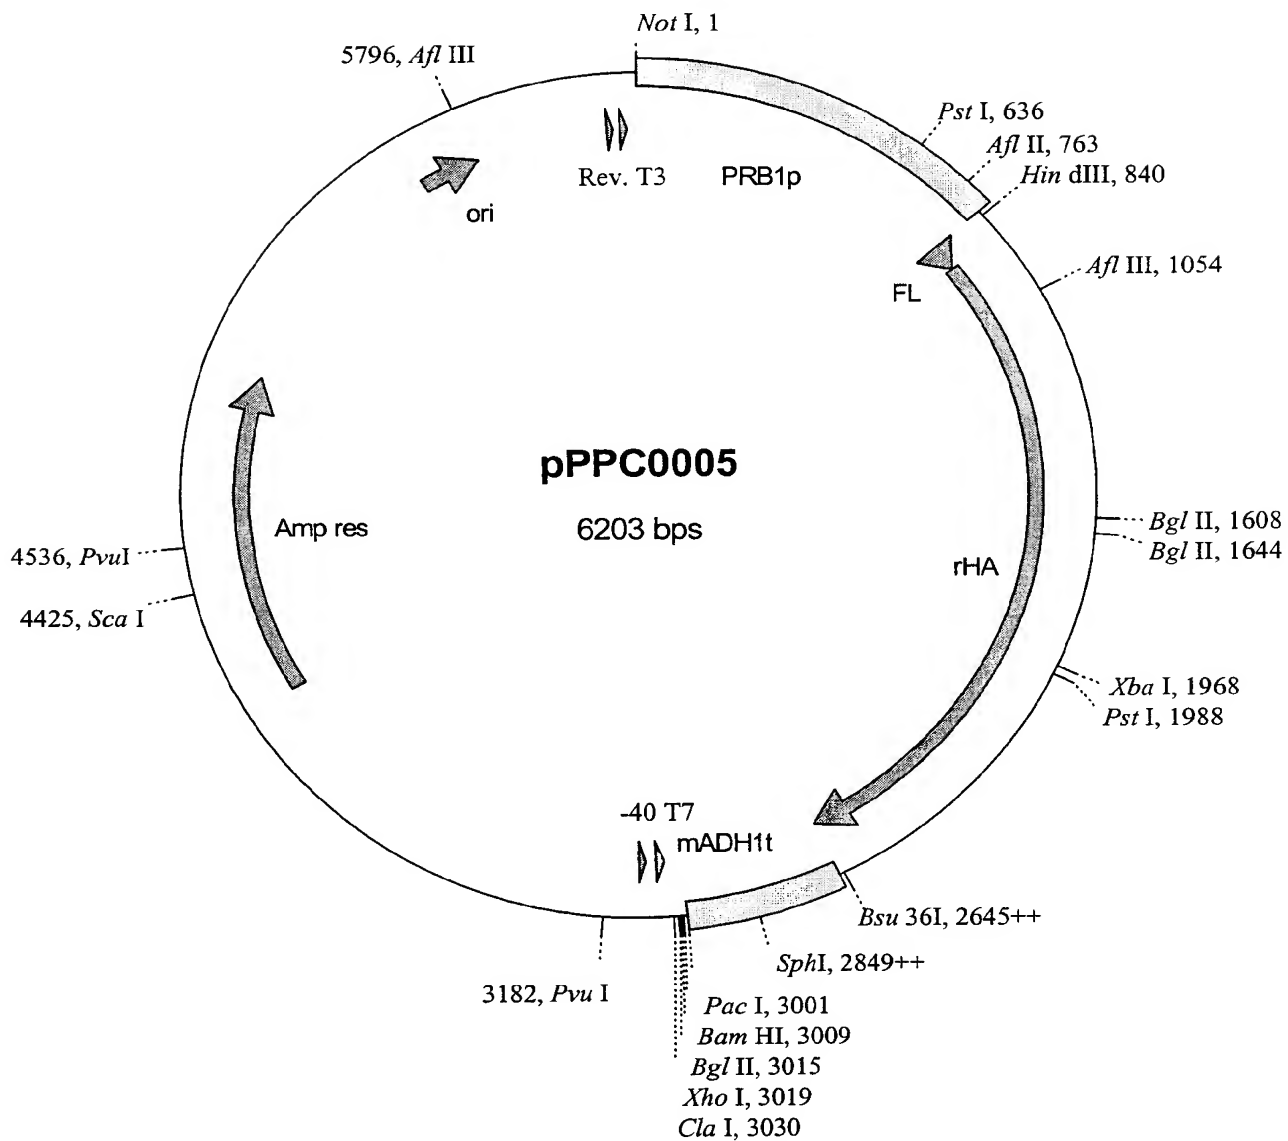 Not I, 1
5796, Afl III
Pst I, 636
Afl II, 763
Hin dIII, 840
Rev. T3
PRB1p
ori
Afl III, 1054
FL
pPPC0005
6203 bps
Amp res
Bgl II, 1608
Bgl II, 1644
4536, PvuI
rHA
4425, Sca I
Xba I, 1968
Pst I, 1988
-40 T7
mADH1t
Bsu 36I, 2645++
SphI, 2849++
3182, Pvu I
Pac I, 3001
Bam HI, 3009
Bgl II, 3015
Xho I, 3019
Cla I, 3030